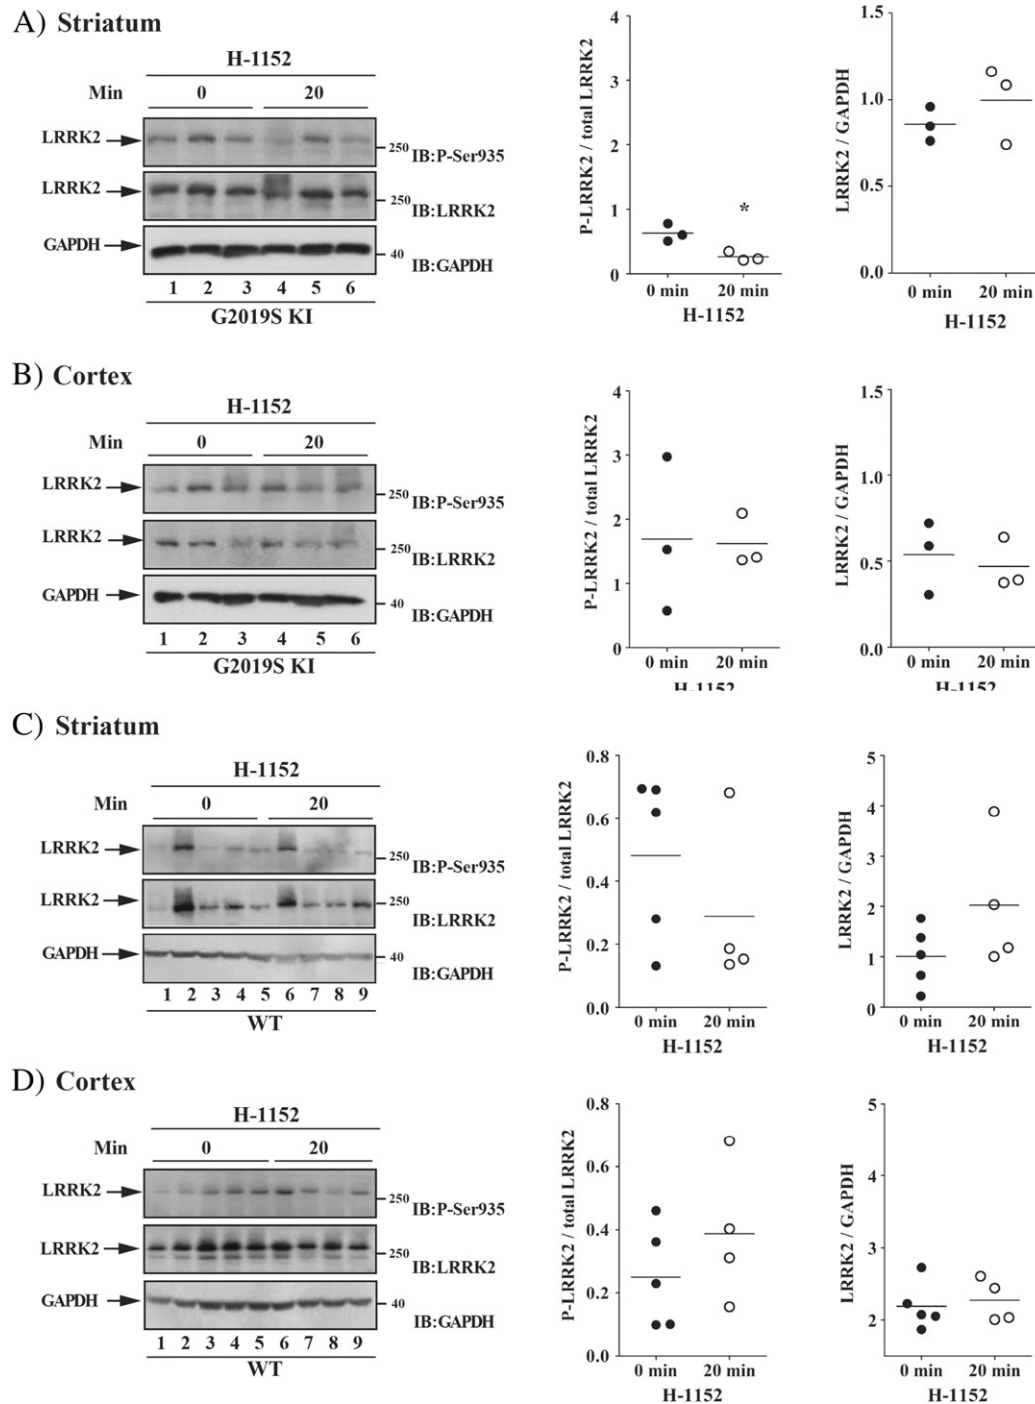 A) Striatum
H-1152
Min 0 20
LRRK2
250 IB:P-Ser935
LRRK2
250 IB:LRRK2
GAPDH
40 IB:GAPDH
1 2 3 4 5 6
G2019S KI
P-LRRK2 / total LRRK2
4
3
2
1
0
*
0 min 20 min
H-1152
LRRK2 / GAPDH
1.5
1.0
0.5
0.0
0 min 20 min
H-1152
B) Cortex
H-1152
Min 0 20
LRRK2
250 IB:P-Ser935
LRRK2
250 IB:LRRK2
GAPDH
40 IB:GAPDH
1 2 3 4 5 6
G2019S KI
P-LRRK2 / total LRRK2
4
3
2
1
0
0 min 20 min
H-1152
LRRK2 / GAPDH
1.5
1.0
0.5
0.0
0 min 20 min
H-1152
C) Striatum
H-1152
Min 0 20
LRRK2
250 IB:P-Ser935
LRRK2
250 IB:LRRK2
GAPDH
40 IB:GAPDH
1 2 3 4 5 6 7 8 9
WT
P-LRRK2 / total LRRK2
0.8
0.6
0.4
0.2
0.0
0 min 20 min
H-1152
LRRK2 / GAPDH
5
4
3
2
1
0
0 min 20 min
H-1152
D) Cortex
H-1152
Min 0 20
LRRK2
250 IB:P-Ser935
LRRK2
250 IB:LRRK2
GAPDH
40 IB:GAPDH
1 2 3 4 5 6 7 8 9
WT
P-LRRK2 / total LRRK2
0.8
0.6
0.4
0.2
0.0
0 min 20 min
H-1152
LRRK2 / GAPDH
5
4
3
2
0 min 20 min
H-1152